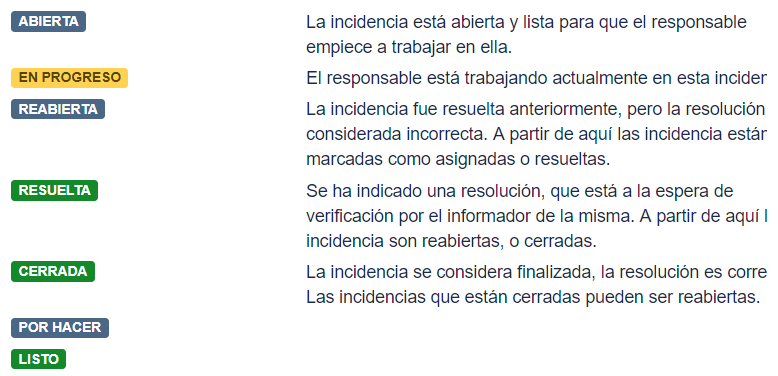 ABIERTA
La incidencia está abierta y lista para que el responsable
empiece a trabajar en ella.
EN PROGRESO
El responsable está trabajando actualmente en esta inciden
REABIERTA
La incidencia fue resuelta anteriormente, pero la resolución
considerada incorrecta. A partir de aquí las incidencia están
marcadas como asignadas o resueltas.
RESUELTA
Se ha indicado una resolución, que está a la espera de
verificación por el informador de la misma. A partir de aquí l
incidencia son reabiertas, o cerradas.
CERRADA
La incidencia se considera finalizada, la resolución es corre
Las incidencias que están cerradas pueden ser reabiertas.
POR HACER
LISTO